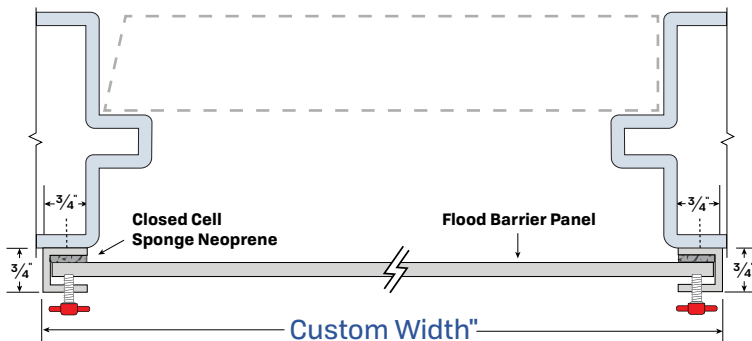 3/4"
3/4"
Closed Cell
Sponge Neoprene
Flood Barrier Panel
3/4"
3/4"
Custom Width"